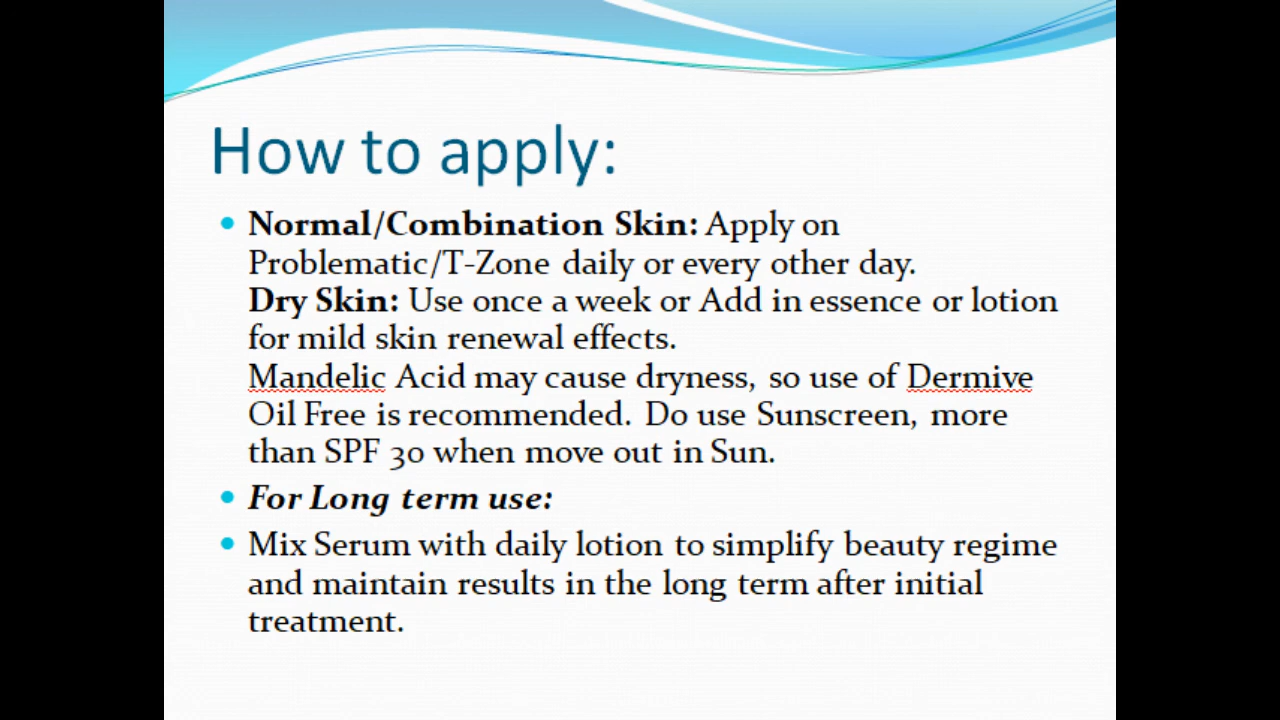 How to apply:
Normal/Combination Skin: Apply on
Problematic/T-Zone daily or every other day.
Dry Skin: Use once a week or Add in essence or lotion
for mild skin renewal effects.
Mandelic Acid may cause dryness, so use of Dermive
Oil Free is recommended. Do use Sunscreen, more
than SPF 30 when move out in Sun.
For Long term use:
Mix Serum with daily lotion to simplify beauty regime
and maintain results in the long term after initial
treatment.